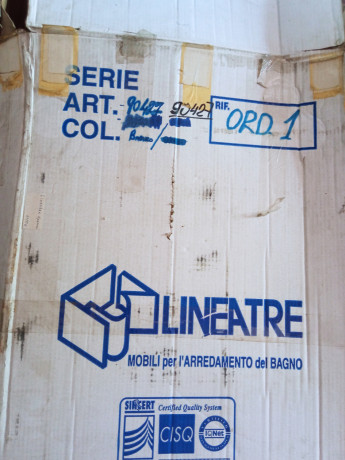 SERIE
ART. 90427 90427
COL.
RIF.
ORD. 1
LINEATRE
MOBILI per l'ARREDAMENTO del BAGNO
SINCERT Certified Quality System
CISQ
IQNet